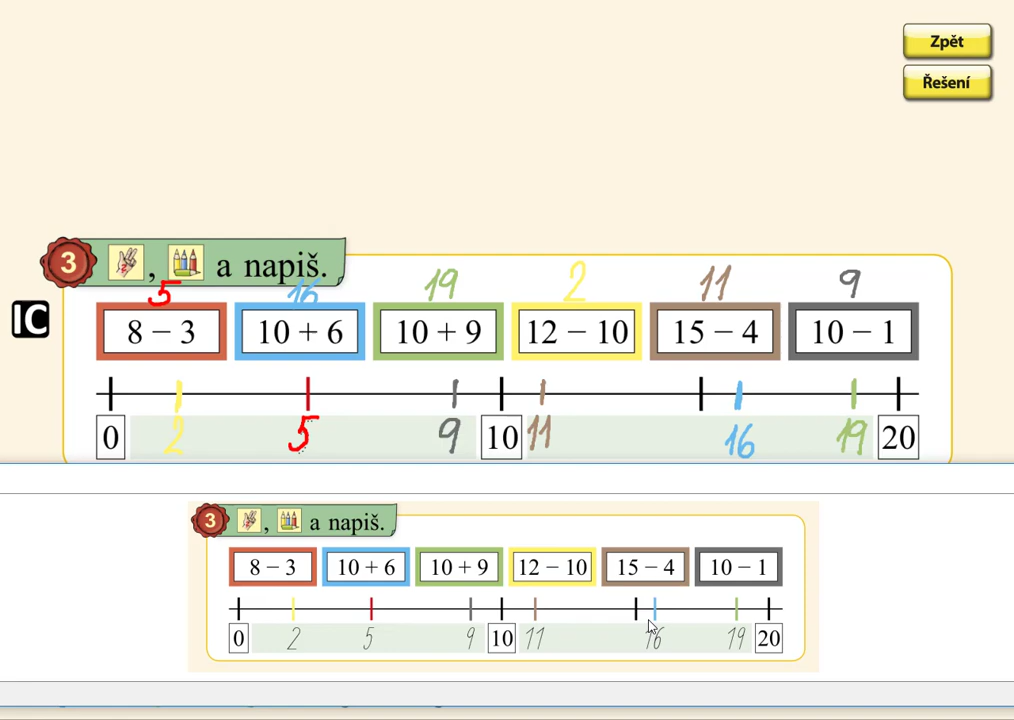 Zpět
Řešení
3 , a napiš.
5 16 19 2 11 9
IC
8 − 3 10 + 6 10 + 9 12 − 10 15 − 4 10 − 1
0 2 5 9 10 11 16 19 20
3 , a napiš.
8 − 3 10 + 6 10 + 9 12 − 10 15 − 4 10 − 1
0 2 5 9 10 11 16 19 20